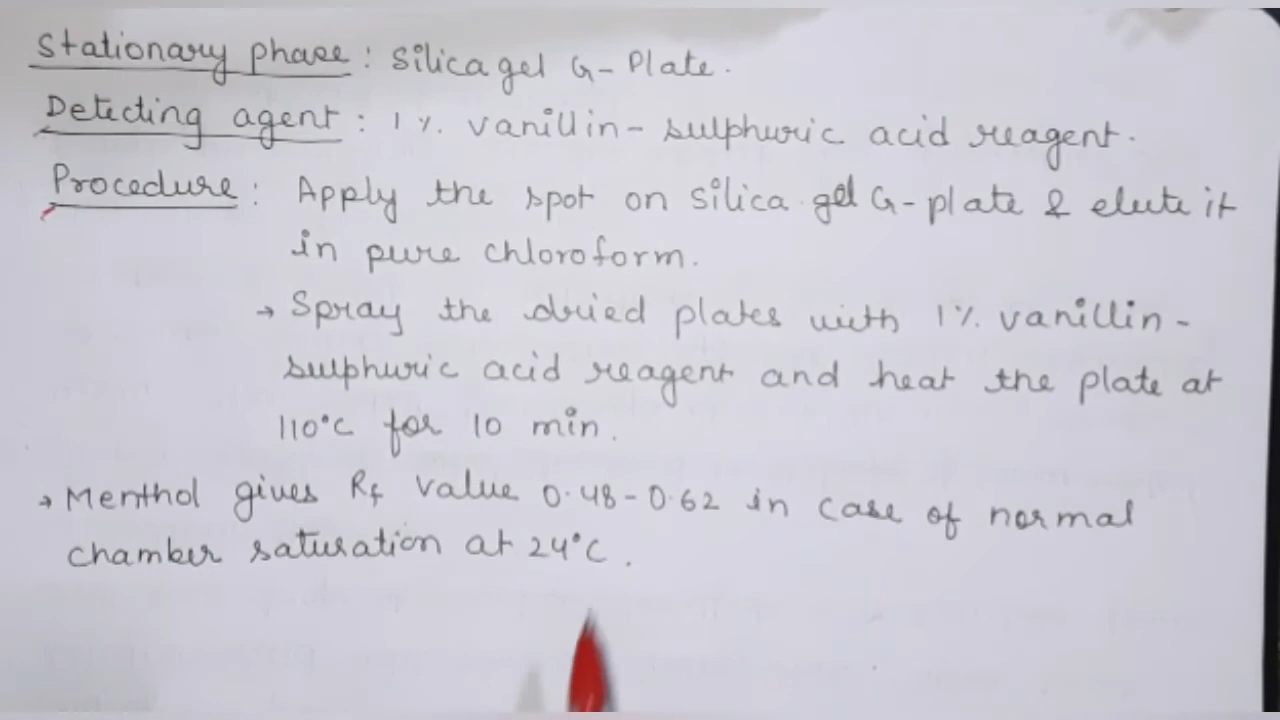 Stationary phase : Silica gel G- Plate.
Detecting agent : 1 %. vanillin- sulphuric acid reagent.
Procedure : Apply the spot on silica gel G-plate & elute it
in pure chloroform.
→ Spray the dried plates with 1%. vanillin-
sulphuric acid reagent and heat the plate at
110°C for 10 min.
→ Menthol gives Rf value 0.48-0.62 in case of normal
chamber saturation at 24°C.